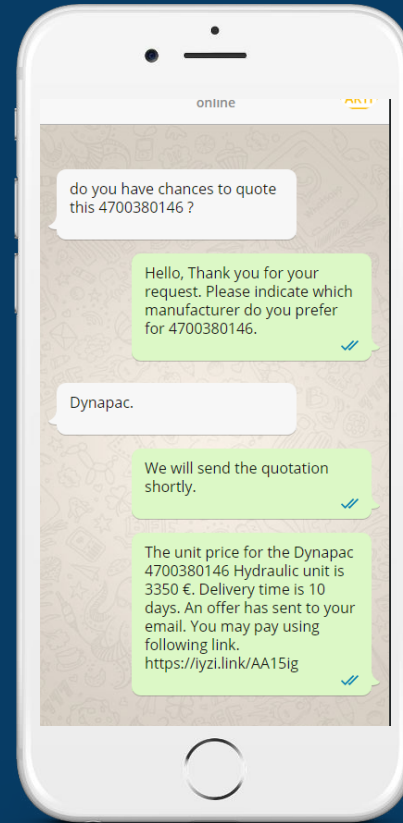 online
do you have chances to quote
this 4700380146 ?
Hello, Thank you for your
request. Please indicate which
manufacturer do you prefer
for 4700380146.
Dynapac.
We will send the quotation
shortly.
The unit price for the Dynapac
4700380146 Hydraulic unit is
3350 €. Delivery time is 10
days. An offer has sent to your
email. You may pay using
following link.
https://iyzi.link/AA15ig